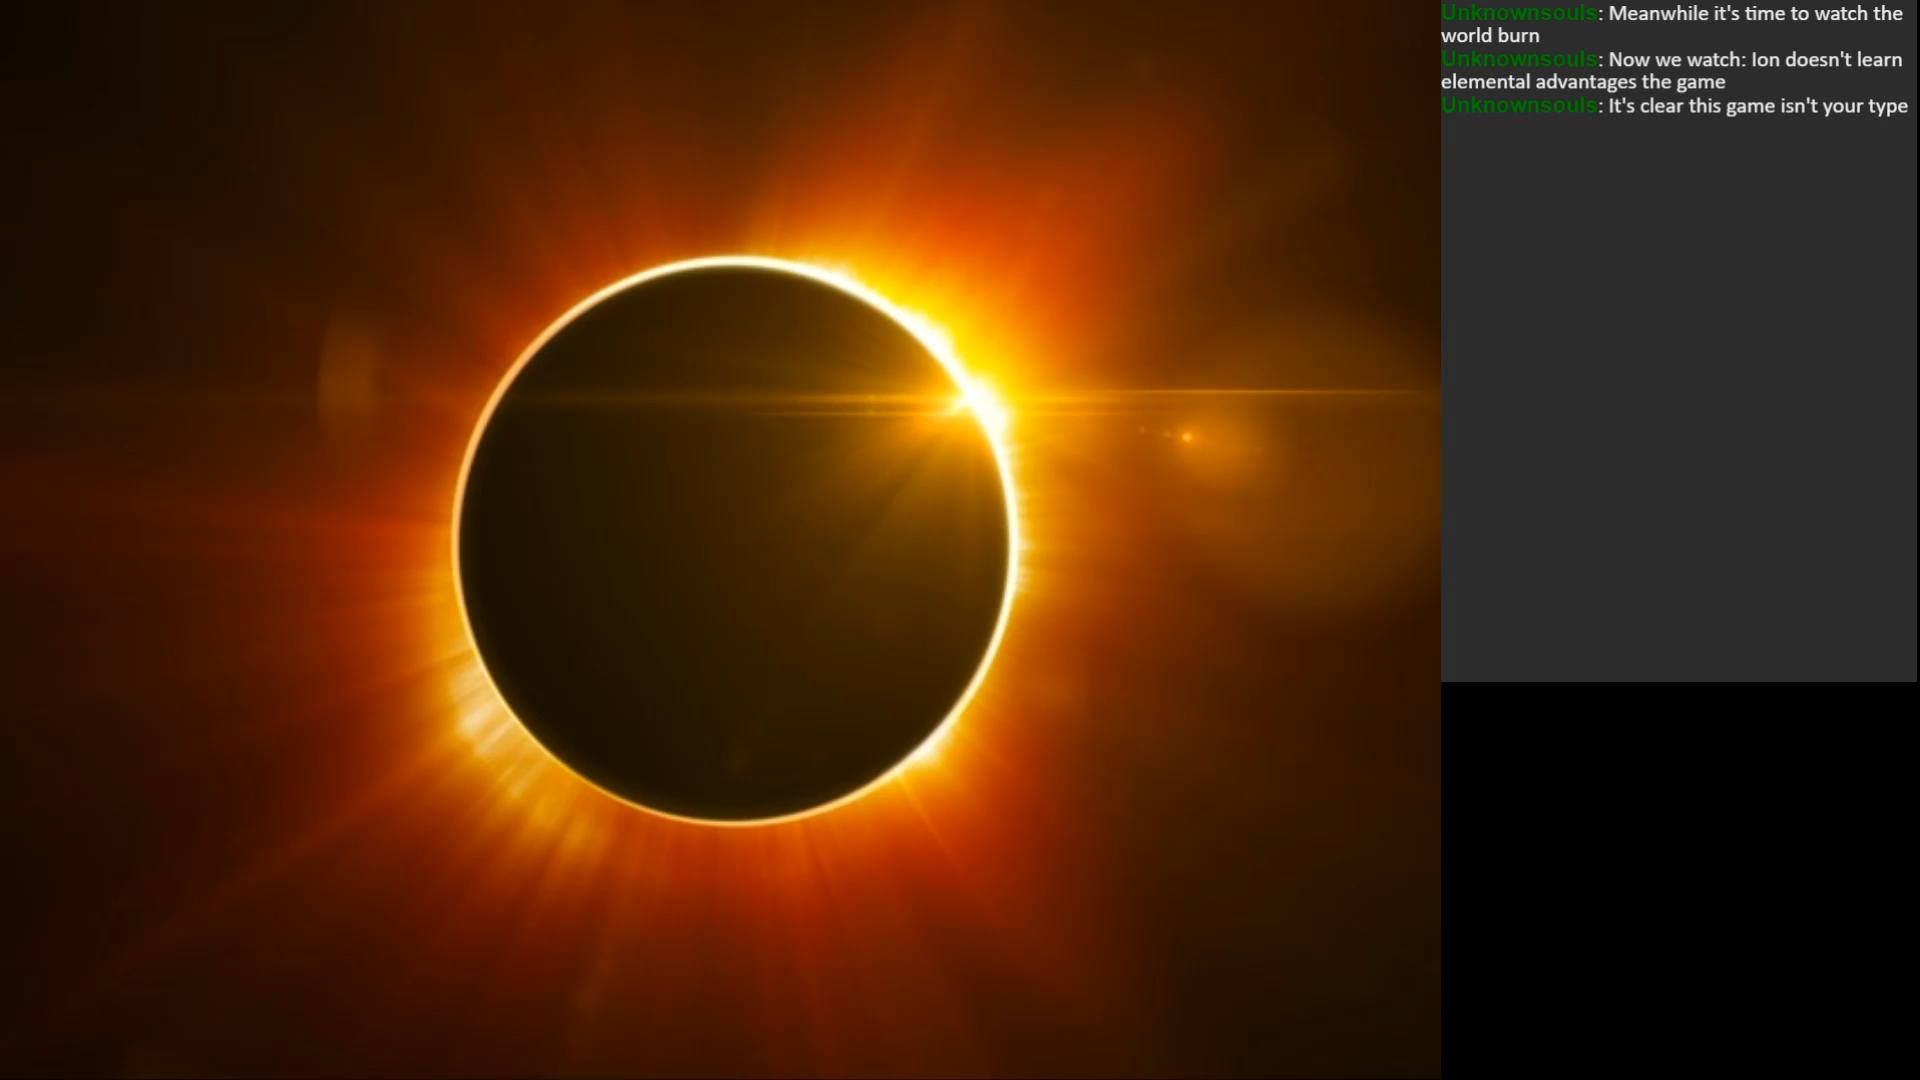 Unknownsouls: Meanwhile it's time to watch the
world burn
Unknownsouls: Now we watch: Ion doesn't learn
elemental advantages the game
Unknownsouls: It's clear this game isn't your type